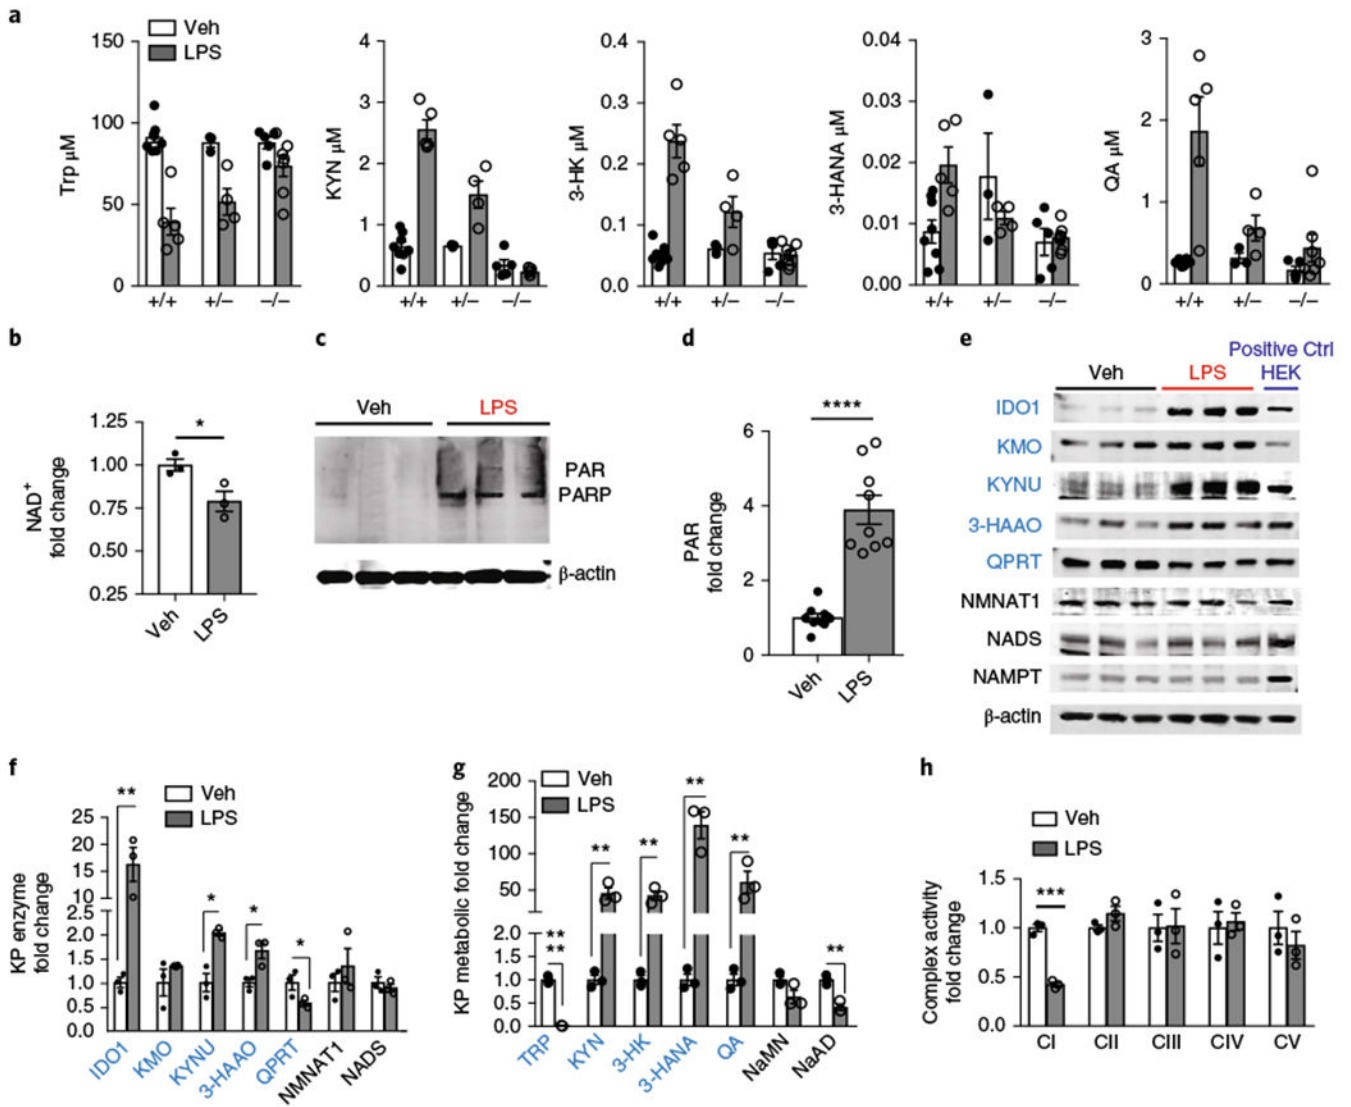 a
Veh
LPS
150
100
50
0
Trp μM
+/+ +/− −/−
4
3
2
1
0
KYN μM
+/+ +/− −/−
0.4
0.3
0.2
0.1
0.0
3-HK μM
+/+ +/− −/−
0.04
0.03
0.02
0.01
0.00
3-HANA μM
+/+ +/− −/−
3
2
1
0
QA μM
+/+ +/− −/−
b
1.25
1.00
0.75
0.50
0.25
NAD+
fold change
*
Veh
LPS
c
Veh LPS
PAR
PARP
β-actin
d
****
6
4
2
0
PAR
fold change
Veh
LPS
e
Positive Ctrl
Veh LPS HEK
IDO1
KMO
KYNU
3-HAAO
QPRT
NMNAT1
NADS
NAMPT
β-actin
f
Veh
LPS
25
20
15
10
2.5
2.0
1.5
1.0
0.5
0.0
KP enzyme
fold change
** * * *
IDO1
KMO
KYNU
3-HAAO
QPRT
NMNAT1
NADS
g
Veh
LPS
200
150
100
50
2.0
1.5
1.0
0.5
0.0
KP metabolic fold change
**
**
** ** ** ** **
TRP
KYN
3-HK
3-HANA
QA
NaMN
NaAD
h
Veh
LPS
1.5
1.0
0.5
0.0
Complex activity
fold change
***
CI CII CIII CIV CV